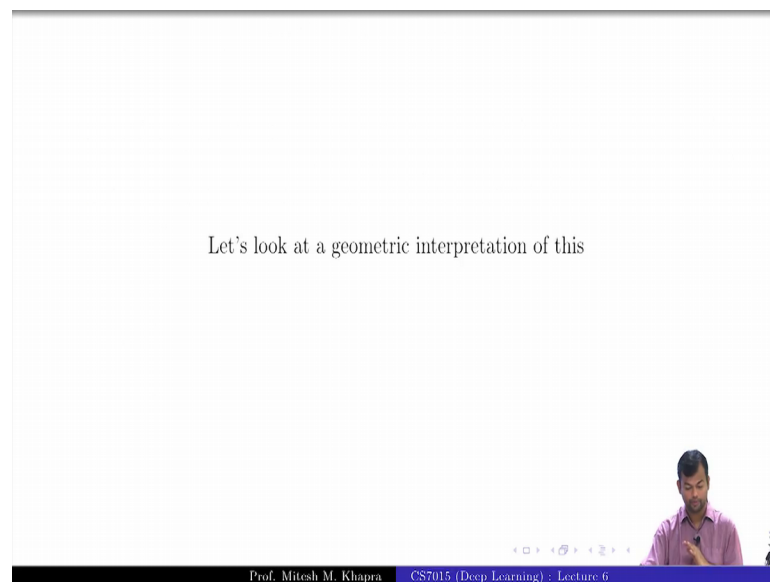 Let's look at a geometric interpretation of this
Prof. Mitesh M. Khapra CS7015 (Deep Learning) : Lecture 6